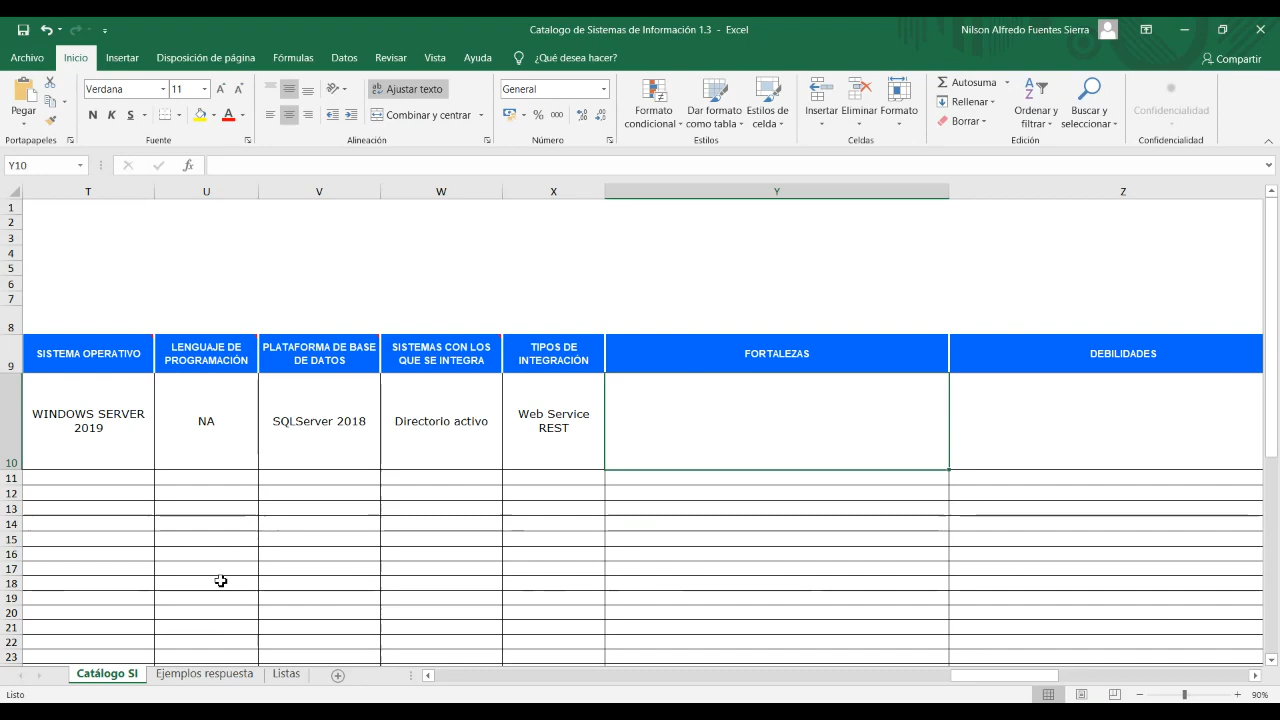 Catalogo de Sistemas de Información 1.3 - Excel
Nilson Alfredo Fuentes Sierra
Archivo Inicio Insertar Disposición de página Fórmulas Datos Revisar Vista Ayuda ¿Qué desea hacer? Compartir
Pegar
Verdana 11
N K S
Ajustar texto
Combinar y centrar
General
% 000
Formato
condicional
Dar formato
como tabla
Estilos de
celda
Insertar Eliminar Formato
Autosuma
Rellenar
Borrar
Ordenar y
filtrar
Buscar y
seleccionar
Confidencialidad
Portapapeles Fuente Alineación Número Estilos Celdas Edición Confidencialidad
Y10 fx
T U V W X Y Z
1
2
3
4
5
6
7
8
9
SISTEMA OPERATIVO
LENGUAJE DE
PROGRAMACIÓN
PLATAFORMA DE BASE
DE DATOS
SISTEMAS CON LOS
QUE SE INTEGRA
TIPOS DE
INTEGRACIÓN
FORTALEZAS
DEBILIDADES
10
WINDOWS SERVER
2019
NA
SQLServer 2018
Directorio activo
Web Service
REST
11
12
13
14
15
16
17
18
19
20
21
22
23
Catálogo SI Ejemplos respuesta Listas
Listo
90%